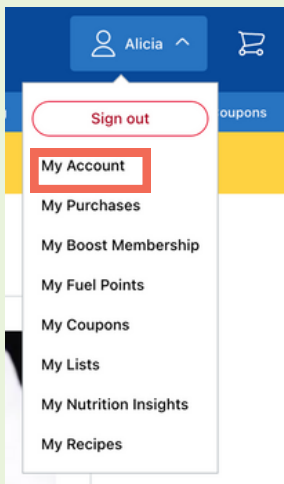 Alicia
Sign out
oupons
My Account
My Purchases
My Boost Membership
My Fuel Points
My Coupons
My Lists
My Nutrition Insights
My Recipes